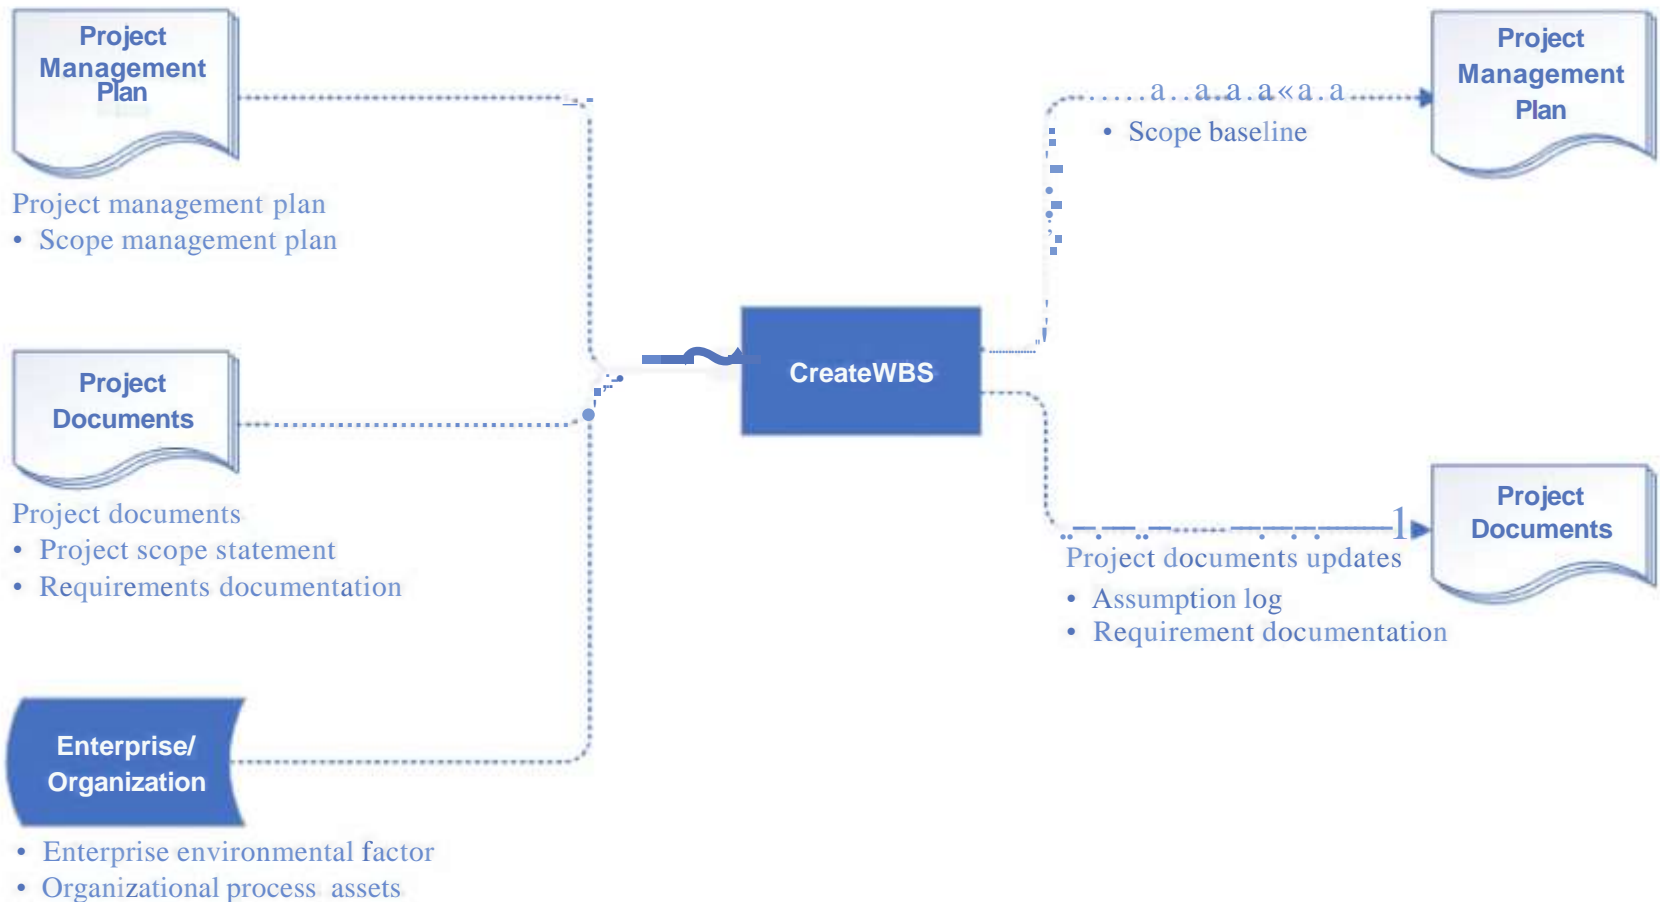 Project
Management
Plan
Project management plan
• Scope management plan
Project
Documents
Project documents
• Project scope statement
• Requirements documentation
Enterprise/
Organization
• Enterprise environmental factor
• Organizational process assets
CreateWBS
• Scope baseline
Project
Management
Plan
Project documents updates
• Assumption log
• Requirement documentation
Project
Documents